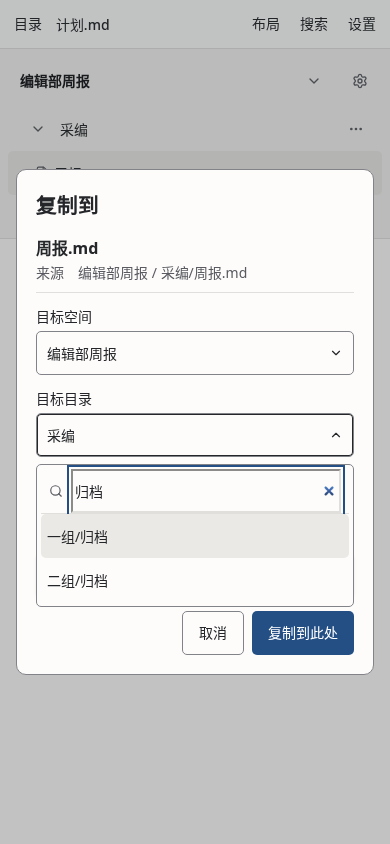 目录 计划.md 布局 搜索 设置
编辑部周报
采编
复制到
周报.md
来源 编辑部周报 / 采编/周报.md
目标空间
编辑部周报
目标目录
采编
归档
一组/归档
二组/归档
取消 复制到此处